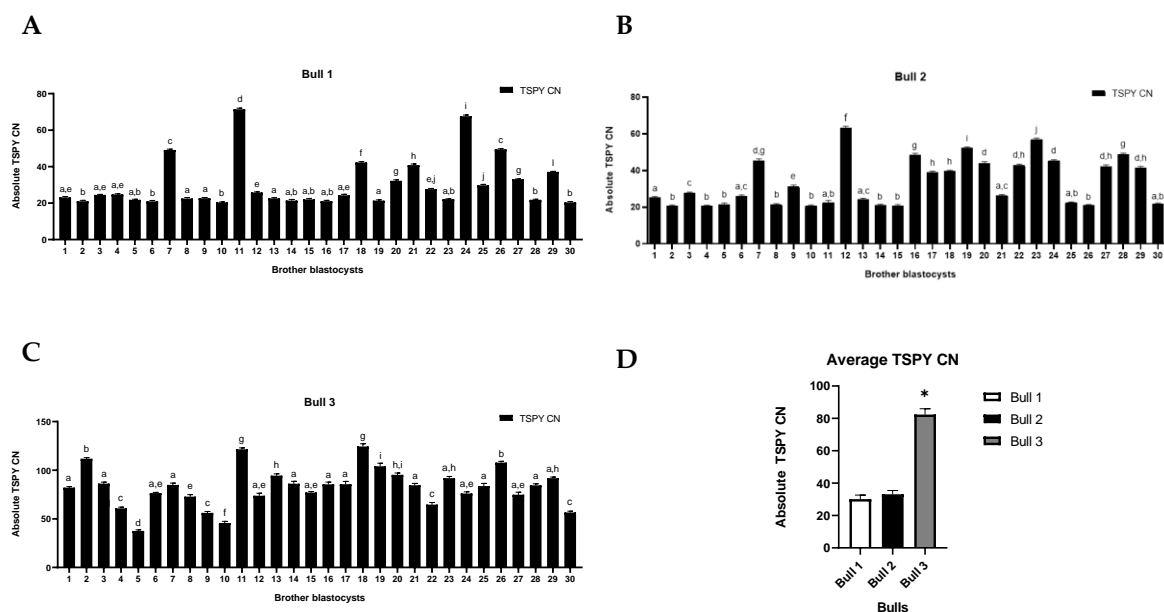 A
Bull 1
TSPY CN
Absolute TSPY CN
80
60
40
20
0
a,e b a,e a,e a,b b c a a b d e a a,b a,b a,b a,e f a g h e,j a,b i j c h b l b
1 2 3 4 5 6 7 8 9 10 11 12 13 14 15 16 17 18 19 20 21 22 23 24 25 26 27 28 29 30
Brother blastocysts
B
Bull 2
TSPY CN
Absolute TSPY CN
80
60
40
20
0
a b c b b a,c d,g b e b a,b f a,c b b g h h i d a,c d,h j d a,b b d,h g d,h a,b
1 2 3 4 5 6 7 8 9 10 11 12 13 14 15 16 17 18 19 20 21 22 23 24 25 26 27 28 29 30
Brother blastocysts
C
Bull 3
TSPY CN
Absolute TSPY CN
150
100
50
0
a b a c d a,e a e c f g a,e h a a,e a a g i h,i a c a,h a,e a b a,e a a,h c
1 2 3 4 5 6 7 8 9 10 11 12 13 14 15 16 17 18 19 20 21 22 23 24 25 26 27 28 29 30
Brother blastocysts
D
Average TSPY CN
Absolute TSPY CN
100
80
60
40
20
0
*
Bull 1
Bull 2
Bull 3
Bull 1 Bull 2 Bull 3
Bulls